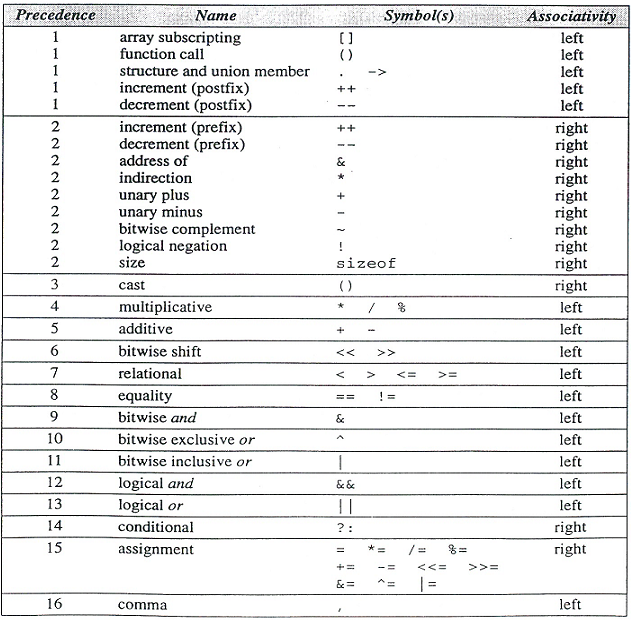 Precedence Name Symbol(s) Associativity
1 array subscripting [] left
1 function call () left
1 structure and union member . -> left
1 increment (postfix) ++ left
1 decrement (postfix) -- left
2 increment (prefix) ++ right
2 decrement (prefix) -- right
2 address of & right
2 indirection * right
2 unary plus + right
2 unary minus - right
2 bitwise complement ~ right
2 logical negation ! right
2 size sizeof right
3 cast () right
4 multiplicative * / % left
5 additive + - left
6 bitwise shift << >> left
7 relational < > <= >= left
8 equality == != left
9 bitwise and & left
10 bitwise exclusive or ^ left
11 bitwise inclusive or | left
12 logical and && left
13 logical or || left
14 conditional ?: right
15 assignment = *= /= %= right
+= -= <<= >>=
&= ^= |=
16 comma , left